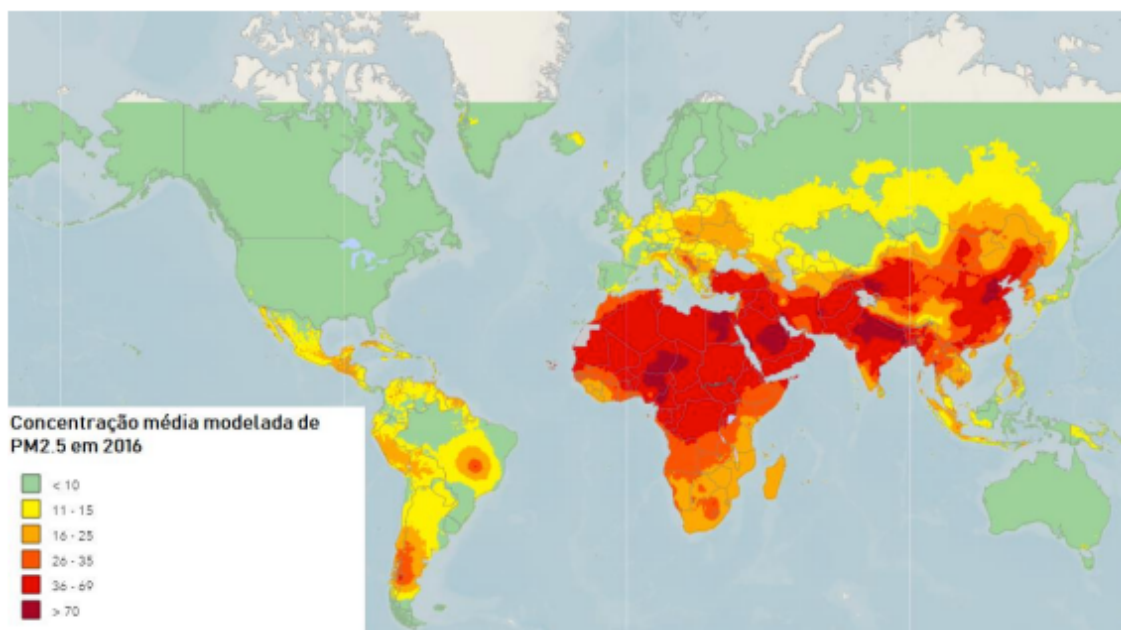 Concentração média modelada de
PM2.5 em 2016
< 10
11 - 15
16 - 25
26 - 35
36 - 69
> 70